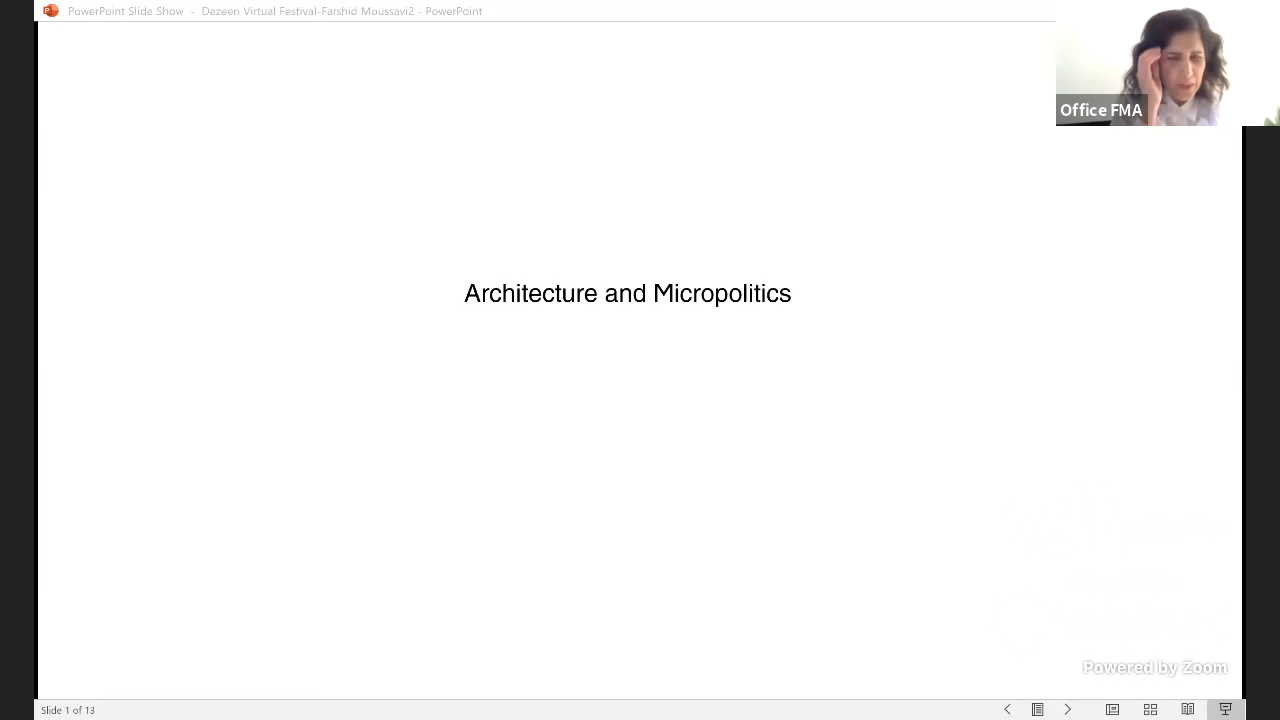 PowerPoint Slide Show - Dezeen Virtual Festival-Farshid Moussavi2 - PowerPoint
Office FMA
Architecture and Micropolitics
Powered by Zoom
Slide 1 of 13